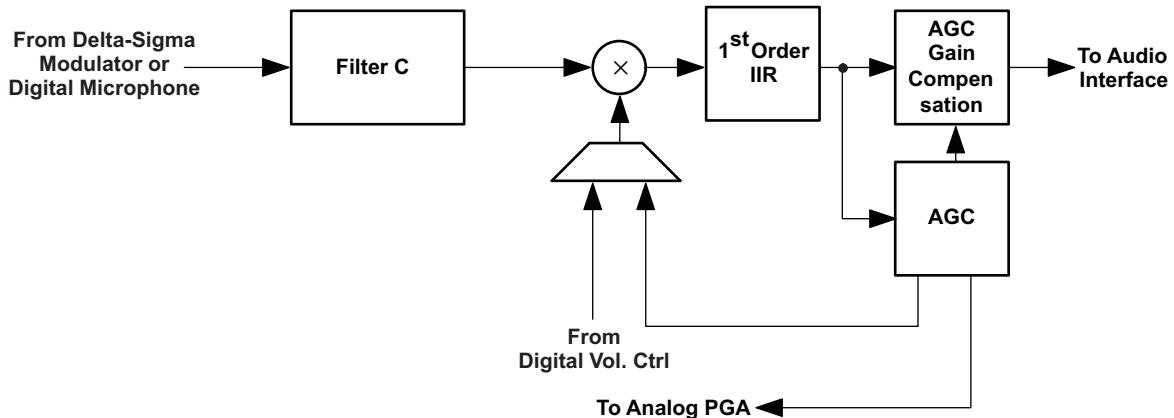 From Delta-Sigma
Modulator or
Digital Microphone
Filter C
×
1st Order
IIR
AGC
Gain
Compen
sation
To Audio
Interface
AGC
From
Digital Vol. Ctrl
To Analog PGA